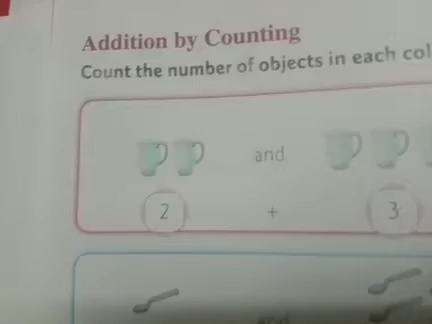 Addition by Counting
Count the number of objects in each col
and
2 + 3